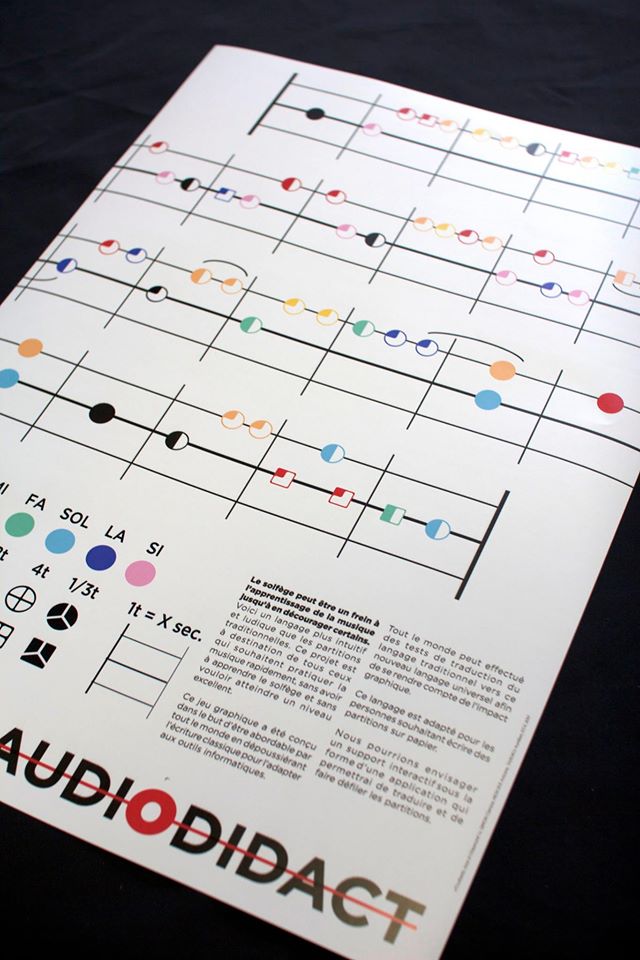 FA SOL LA SI
4t 1/3t
1t = X sec.
Le solfège peut être un frein à
l'apprentissage de la musique
jusqu'à en décourager certains.
Voici un langage plus intuitif
et ludique que les partitions
traditionnelles. Ce projet est
à destination de tous ceux
qui souhaitent pratiquer la
musique rapidement, sans avoir
à apprendre le solfège et sans
vouloir atteindre un niveau
excellent.
Ce jeu graphique a été conçu
dans le but d'être abordable par
tout le monde en dépoussiérant
l'écriture classique pour l'adapter
aux outils informatiques.
Tout le monde peut effectué
des tests de traduction du
langage traditionnel vers ce
nouveau langage universel afin
de se rendre compte de l'impact
graphique.
Ce langage est adapté pour les
personnes souhaitant écrire des
partitions sur papier.
Nous pourrions envisager
un support interactif sous la
forme d'une application qui
permettrai de traduire et de
faire défiler les partitions.
AUDIODIDACT